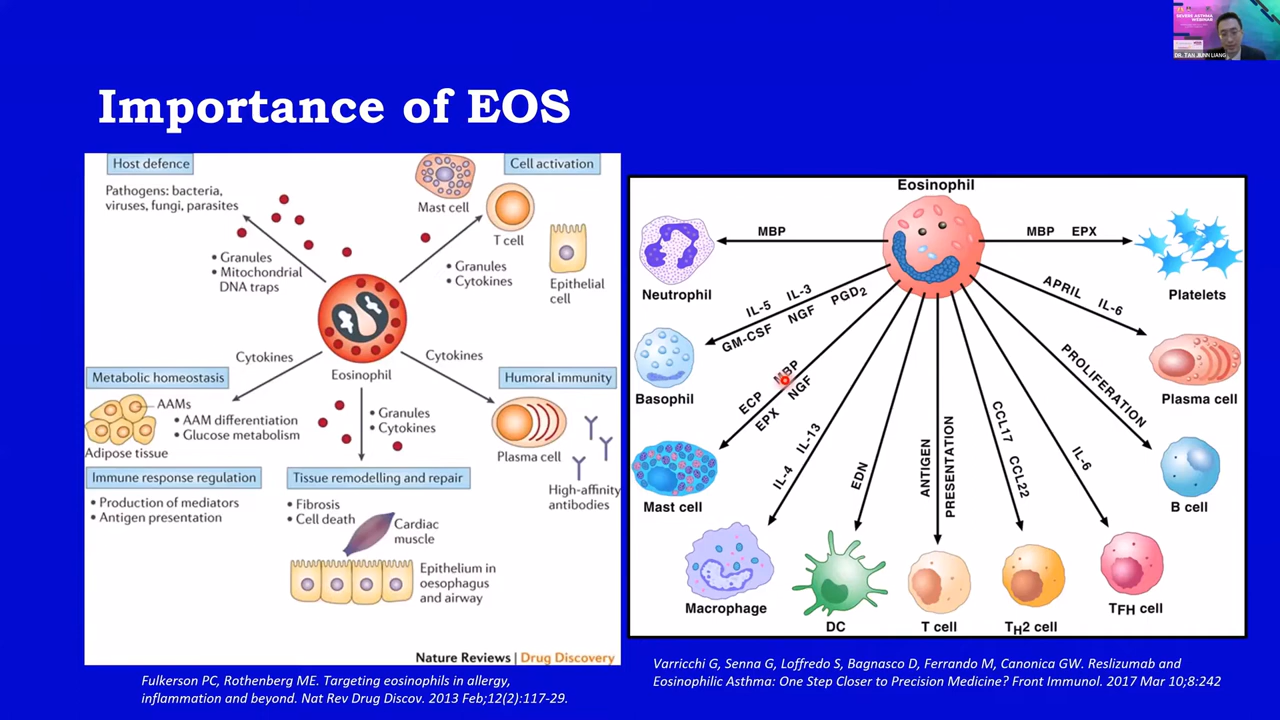 SEVERE ASTHMA
WEBINAR
DR. TAN JUNN LIANG
Importance of EOS
Host defence
Pathogens: bacteria,
viruses, fungi, parasites
• Granules
• Mitochondrial
DNA traps
Mast cell
Cell activation
T cell
• Granules
• Cytokines
Epithelial
cell
Eosinophil
Cytokines
Cytokines
Metabolic homeostasis
AAMs
• AAM differentiation
• Glucose metabolism
Adipose tissue
Humoral immunity
Plasma cell
High-affinity
antibodies
• Granules
• Cytokines
Immune response regulation
• Production of mediators
• Antigen presentation
Tissue remodelling and repair
• Fibrosis
• Cell death
Cardiac
muscle
Epithelium in
oesophagus
and airway
Nature Reviews | Drug Discovery
Fulkerson PC, Rothenberg ME. Targeting eosinophils in allergy,
inflammation and beyond. Nat Rev Drug Discov. 2013 Feb;12(2):117-29.
Eosinophil
MBP
Neutrophil
MBP EPX
Platelets
IL-5 IL-3 PGD2
GM-CSF NGF
Basophil
APRIL IL-6
Plasma cell
ECP MBP
EPX NGF
Mast cell
PROLIFERATION
B cell
IL-4 IL-13
Macrophage
EDN
DC
ANTIGEN
PRESENTATION
T cell
CCL17 CCL22
TH2 cell
IL-6
TFH cell
Varricchi G, Senna G, Loffredo S, Bagnasco D, Ferrando M, Canonica GW. Reslizumab and
Eosinophilic Asthma: One Step Closer to Precision Medicine? Front Immunol. 2017 Mar 10;8:242